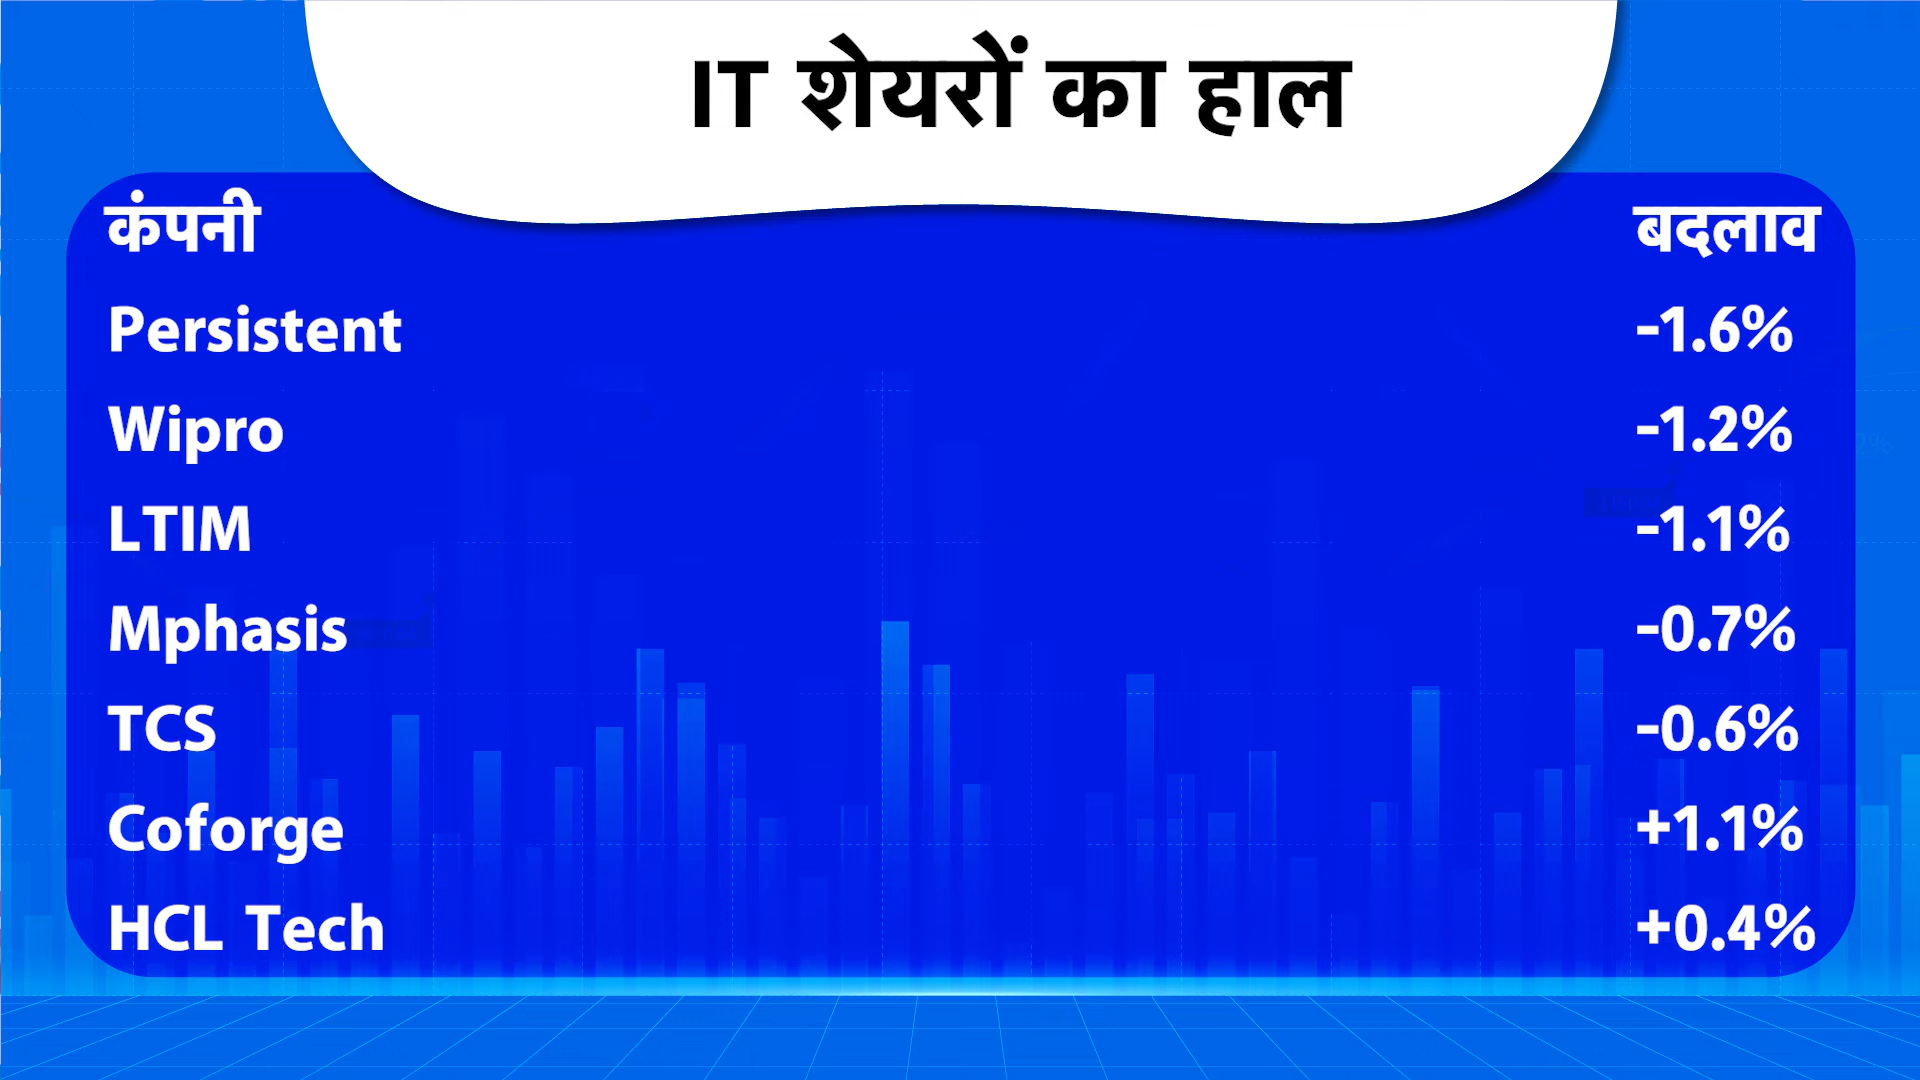 IT शेयरों का हाल
कंपनी बदलाव
Persistent -1.6%
Wipro -1.2%
LTIM -1.1%
Mphasis -0.7%
TCS -0.6%
Coforge +1.1%
HCL Tech +0.4%